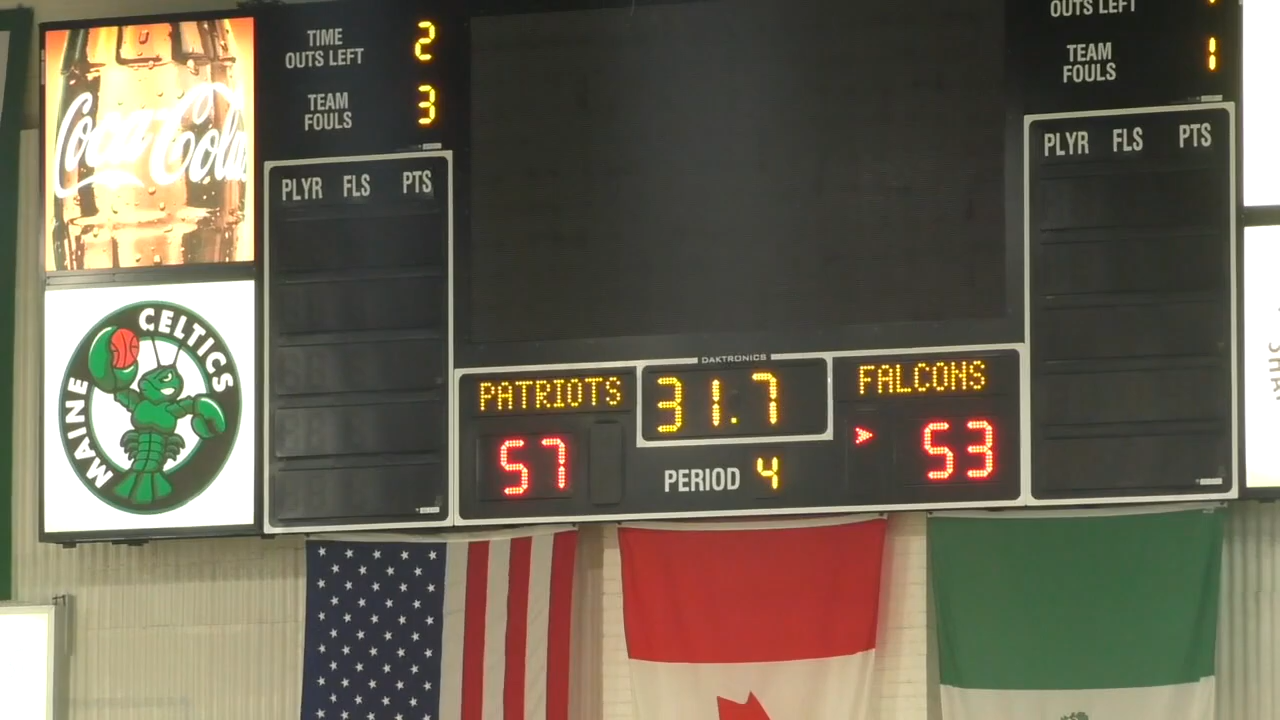 TIME
OUTS LEFT 2
TEAM
FOULS 3
OUTS LEFT
TEAM
FOULS 1
Coca-Cola
PLYR FLS PTS
PLYR FLS PTS
MAINE CELTICS
DAKTRONICS
PATRIOTS 31.7 FALCONS
57 53
PERIOD 4